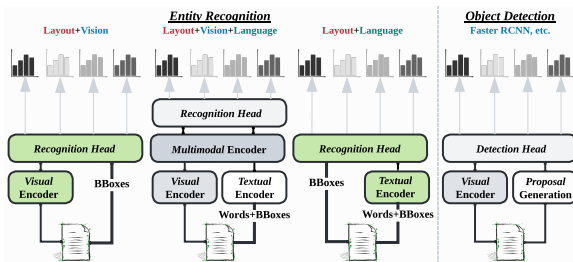 Entity Recognition
Object Detection
Layout+Vision
Layout+Vision+Language
Layout+Language
Faster RCNN, etc.
Recognition Head
Recognition Head
Multimodal Encoder
Recognition Head
Detection Head
Visual
Encoder
BBoxes
Visual
Encoder
Textual
Encoder
Words+BBoxes
BBoxes
Textual
Encoder
Words+BBoxes
Visual
Encoder
Proposal
Generation